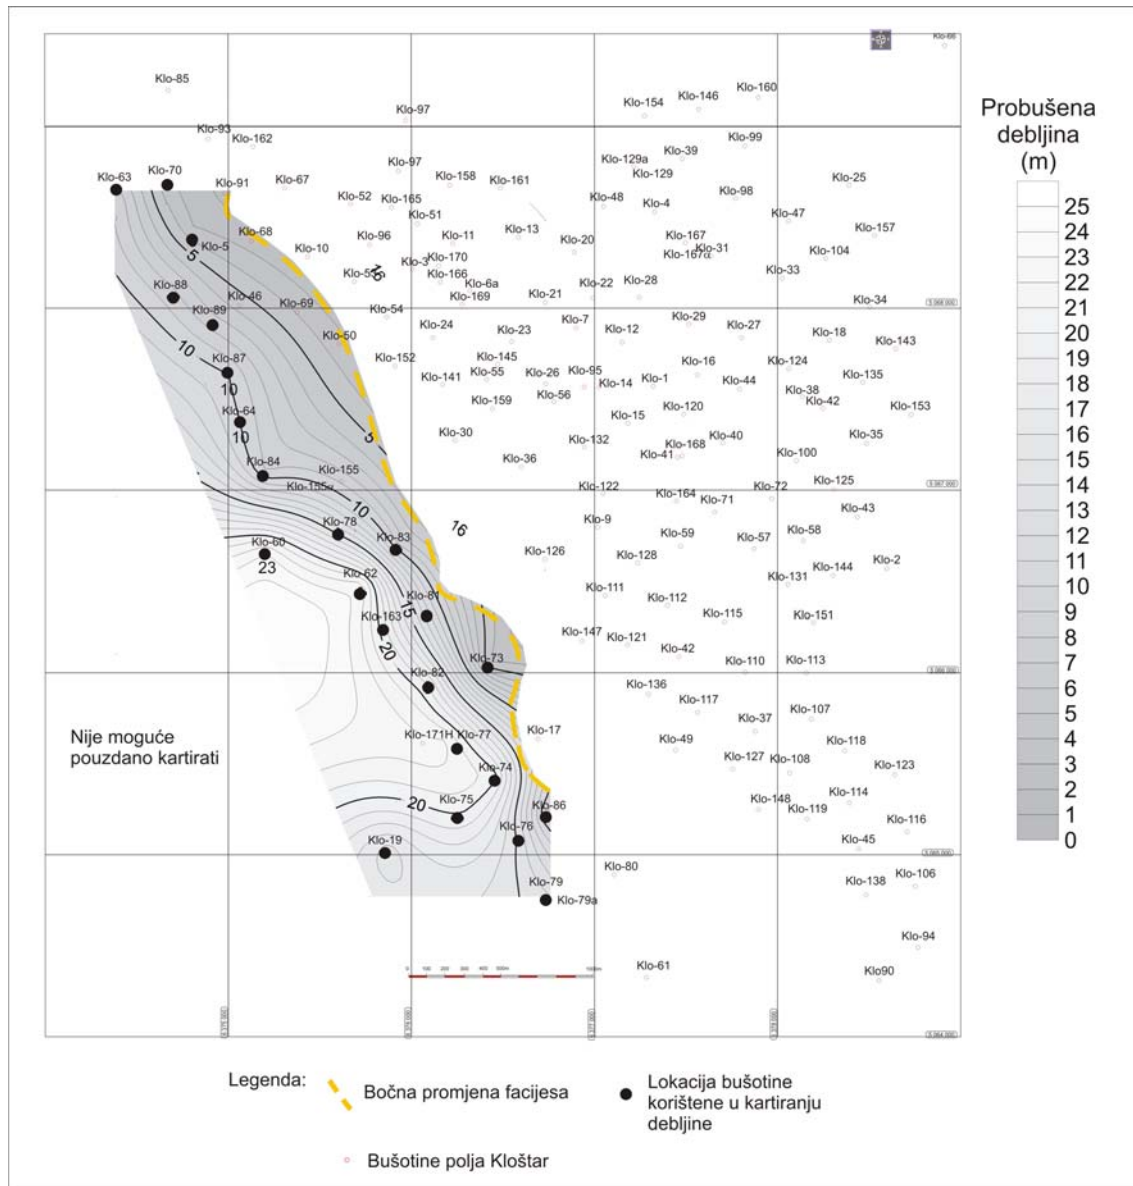 Klo-66
Klo-85
Klo-160
Klo-146
Klo-154
Klo-97
Klo-93
Klo-162
Klo-99
Klo-39
Klo-129a
Klo-129
Klo-63
Klo-70
Klo-91
Klo-67
Klo-97
Klo-158
Klo-161
Klo-25
Klo-52
Klo-165
Klo-48
Klo-4
Klo-98
Klo-51
Klo-47
Klo-5
Klo-68
Klo-10
Klo-96
Klo-11
Klo-13
Klo-20
Klo-167
Klo-31
Klo-167α
Klo-157
Klo-104
5
Klo-3
Klo-170
16
Klo-166
Klo-6a
Klo-33
Klo-88
Klo-46
Klo-69
Klo-169
Klo-21
Klo-22
Klo-28
Klo-34
Klo-89
Klo-54
Klo-24
Klo-23
Klo-7
Klo-12
Klo-29
Klo-27
Klo-18
Klo-143
10
Klo-87
Klo-50
Klo-152
Klo-145
Klo-55
Klo-141
Klo-26
Klo-95
Klo-14
Klo-1
Klo-16
Klo-44
Klo-124
Klo-135
Klo-38
10
Klo-64
10
Klo-159
Klo-56
Klo-15
Klo-120
Klo-42
Klo-153
5
Klo-30
Klo-132
Klo-168
Klo-40
Klo-35
Klo-84
Klo-155
Klo-155α
Klo-36
Klo-41
Klo-100
Klo-122
Klo-164
Klo-71
Klo-72
Klo-125
10
16
Klo-78
Klo-83
Klo-9
Klo-59
Klo-57
Klo-58
Klo-43
Klo-60
23
Klo-62
Klo-126
Klo-128
Klo-131
Klo-144
Klo-2
Klo-81
15
Klo-163
Klo-111
Klo-112
Klo-115
Klo-151
20
Klo-73
Klo-147
Klo-121
Klo-42
Klo-110
Klo-113
Klo-82
Klo-136
Klo-117
Klo-37
Klo-107
Klo-171H
Klo-77
Klo-17
Klo-49
Klo-127
Klo-108
Klo-118
Klo-123
Klo-74
20
Klo-75
Klo-86
Klo-76
Klo-148
Klo-119
Klo-114
Klo-116
Klo-19
Klo-45
Klo-79
Klo-79a
Klo-80
Klo-138
Klo-106
Klo-94
Klo-61
Klo90
Nije moguće
pouzdano kartirati
Probušena
debljina
(m)
25
24
23
22
21
20
19
18
17
16
15
14
13
12
11
10
9
8
7
6
5
4
3
2
1
0
Legenda:
Bočna promjena facijesa
Lokacija bušotine
korištene u kartiranju
debljine
Bušotine polja Kloštar